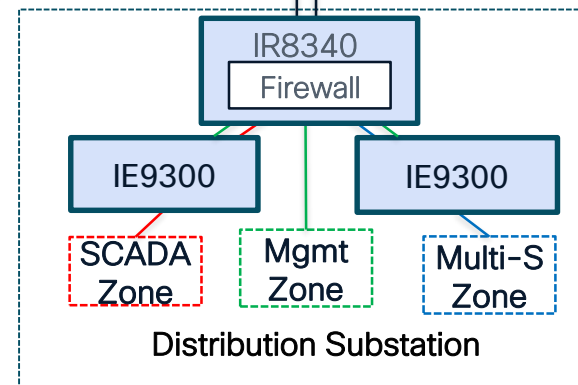 IR8340
Firewall
IE9300
IE9300
SCADA
Zone
Mgmt
Zone
Multi-S
Zone
Distribution Substation